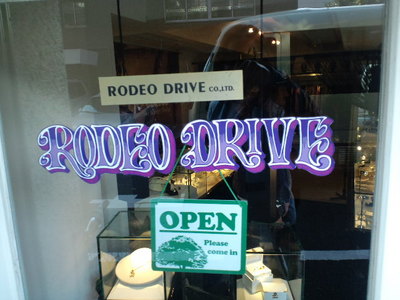 RODEO DRIVE CO.,LTD.
RODEO DRIVE
OPEN
Please
come in